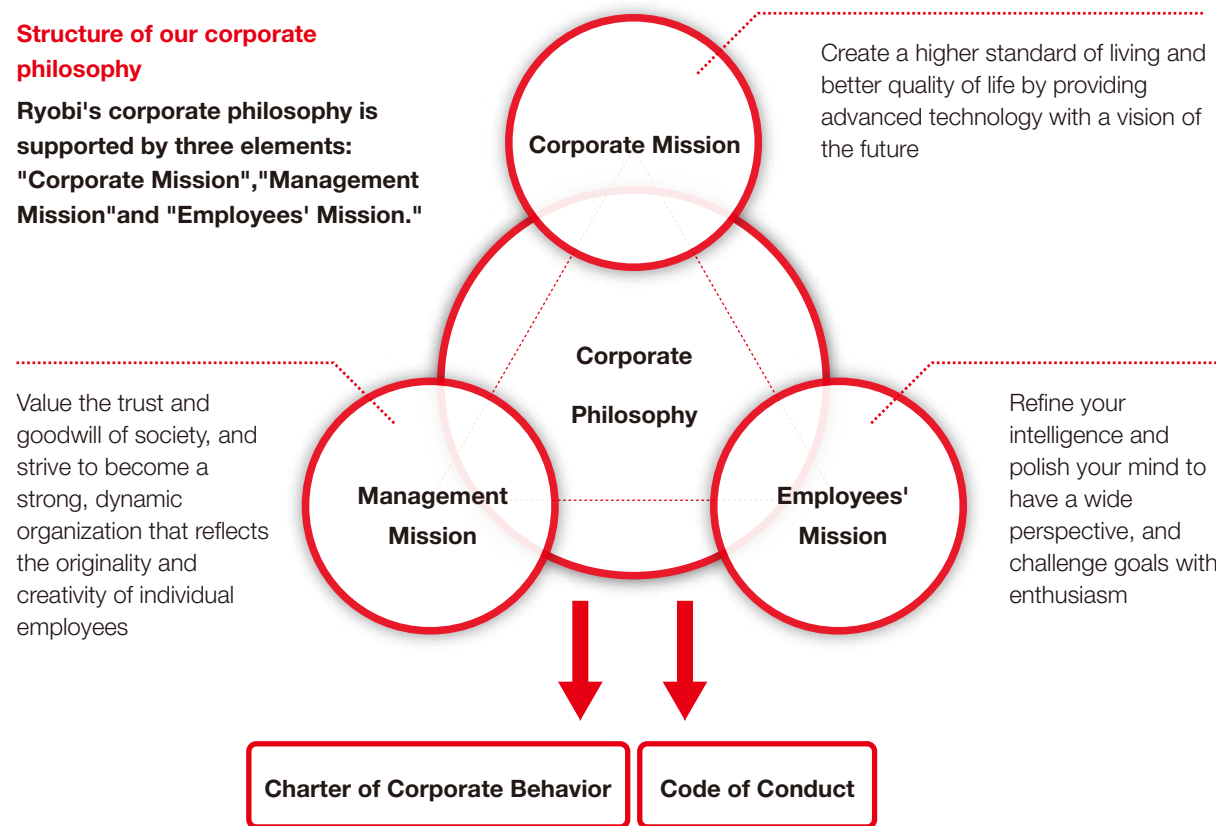 Structure of our corporate
philosophy
Ryobi's corporate philosophy is
supported by three elements:
"Corporate Mission","Management
Mission"and "Employees' Mission."
Corporate Mission
Create a higher standard of living and
better quality of life by providing
advanced technology with a vision of
the future
Corporate
Philosophy
Value the trust and
goodwill of society, and
strive to become a
strong, dynamic
organization that reflects
the originality and
creativity of individual
employees
Management
Mission
Employees'
Mission
Refine your
intelligence and
polish your mind to
have a wide
perspective, and
challenge goals with
enthusiasm
Charter of Corporate Behavior
Code of Conduct